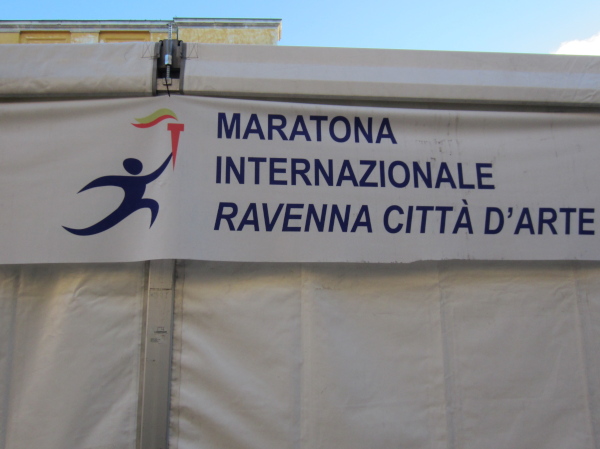 MARATONA
INTERNAZIONALE
RAVENNA CITTÀ D'ARTE